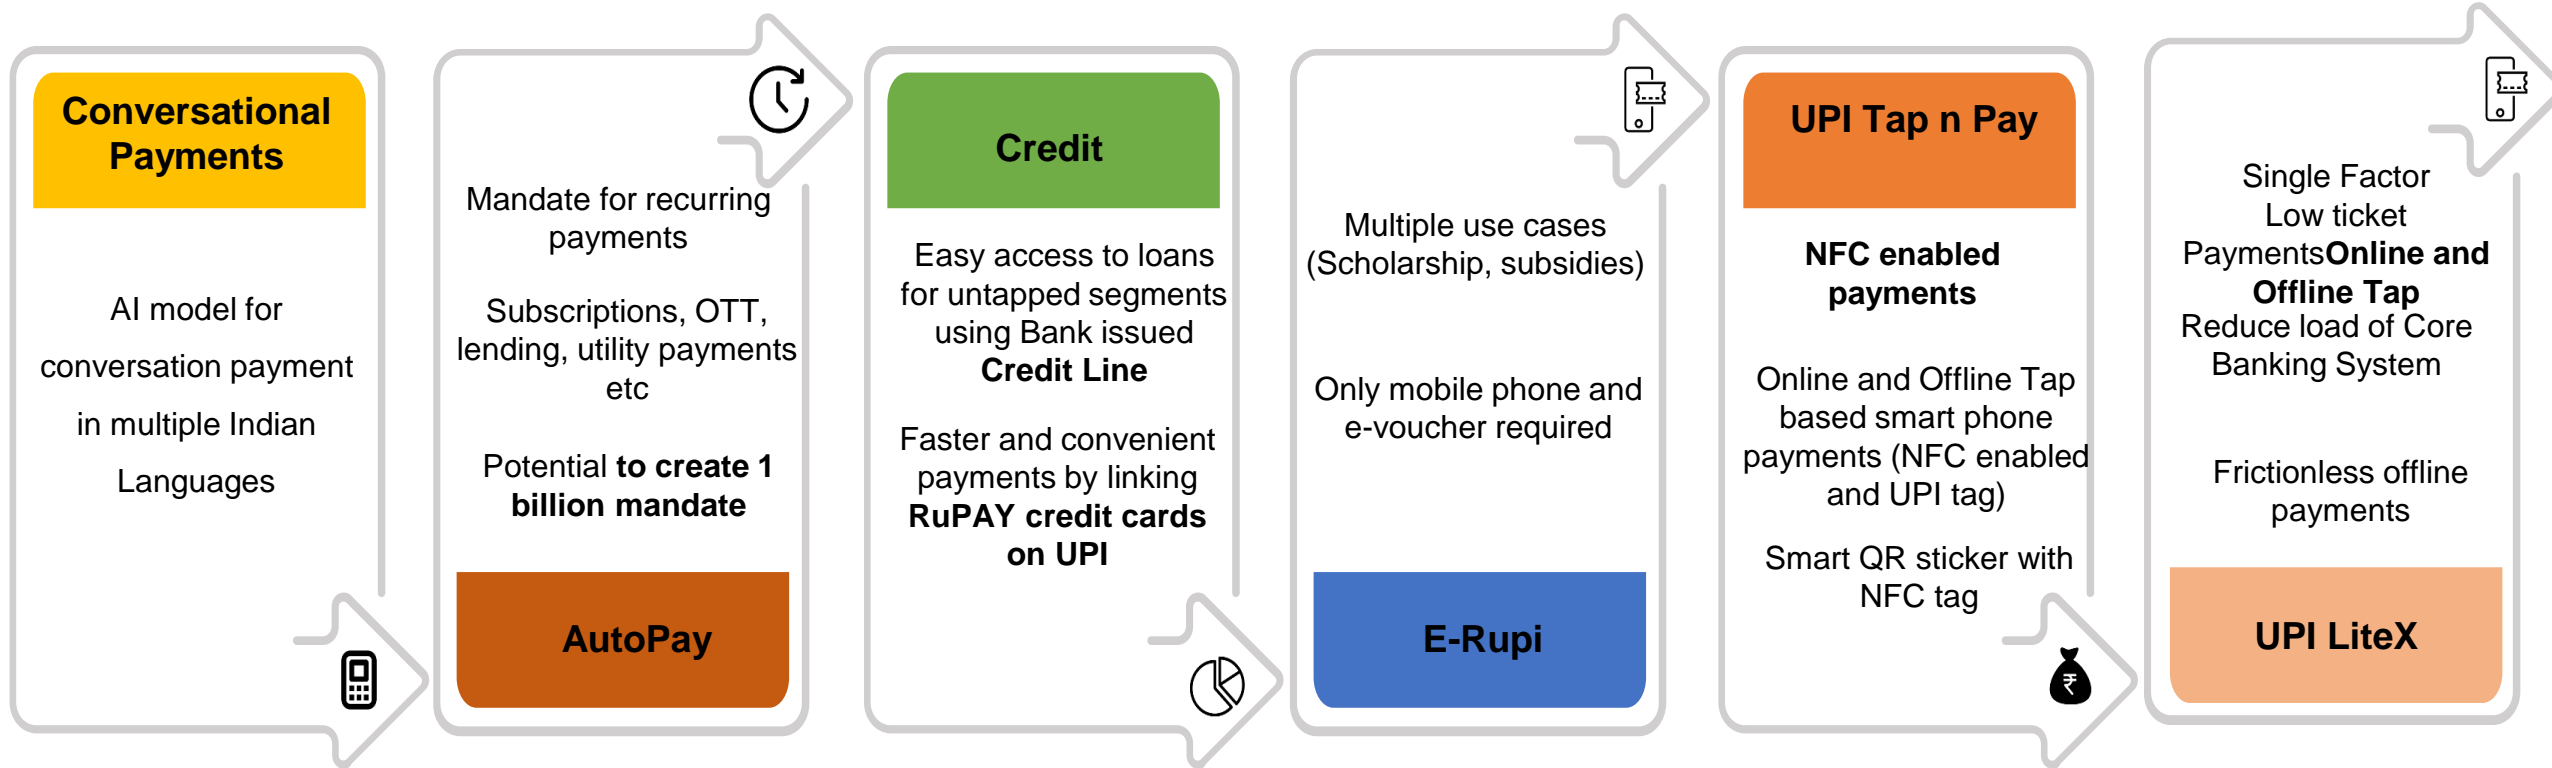 Conversational
Payments
AI model for
conversation payment
in multiple Indian
Languages
Mandate for recurring
payments
Subscriptions, OTT,
lending, utility payments
etc
Potential to create 1
billion mandate
AutoPay
Credit
Easy access to loans
for untapped segments
using Bank issued
Credit Line
Faster and convenient
payments by linking
RuPAY credit cards
on UPI
Multiple use cases
(Scholarship, subsidies)
Only mobile phone and
e-voucher required
E-Rupi
UPI Tap n Pay
NFC enabled
payments
Online and Offline Tap
based smart phone
payments (NFC enabled
and UPI tag)
Smart QR sticker with
NFC tag
₹
Single Factor
Low ticket
PaymentsOnline and
Offline Tap
Reduce load of Core
Banking System
Frictionless offline
payments
UPI LiteX